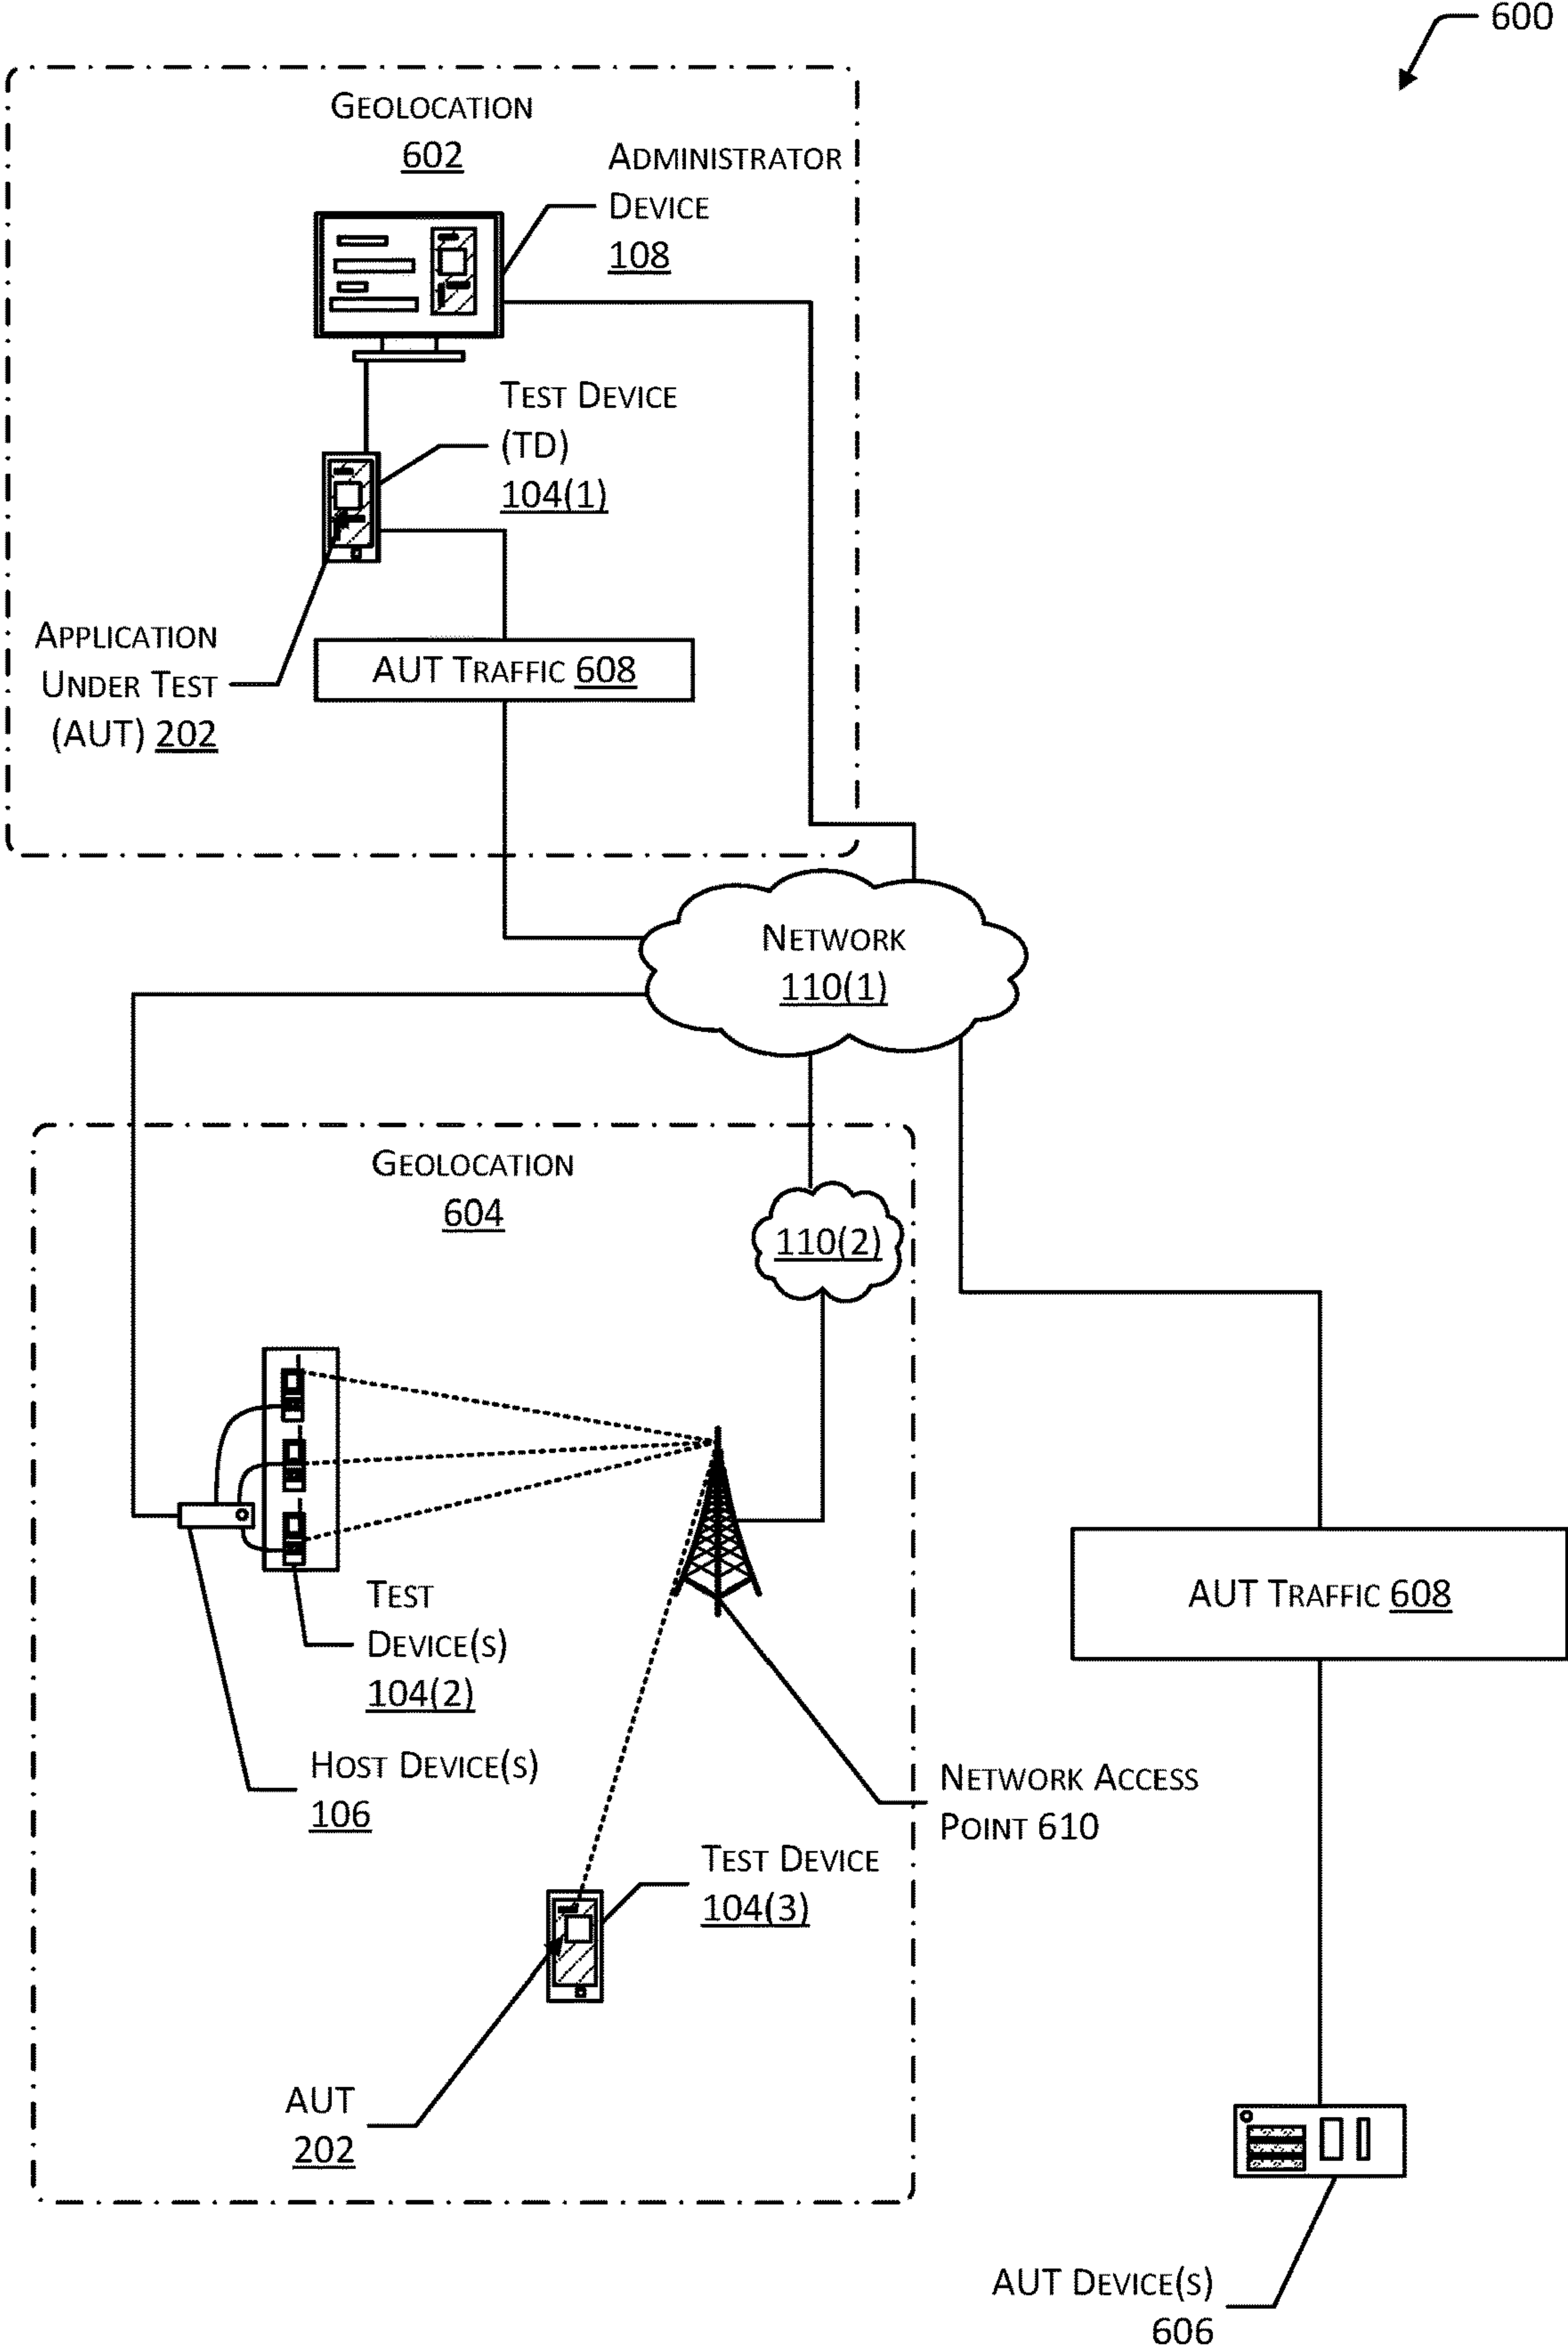 600
GEOLOCATION
602
ADMINISTRATOR
DEVICE
108
TEST DEVICE
(TD)
104(1)
APPLICATION
UNDER TEST
(AUT) 202
AUT TRAFFIC 608
NETWORK
110(1)
GEOLOCATION
604
110(2)
TEST
DEVICE(S)
104(2)
HOST DEVICE(S)
106
AUT TRAFFIC 608
NETWORK ACCESS
POINT 610
TEST DEVICE
104(3)
AUT
202
AUT DEVICE(S)
606